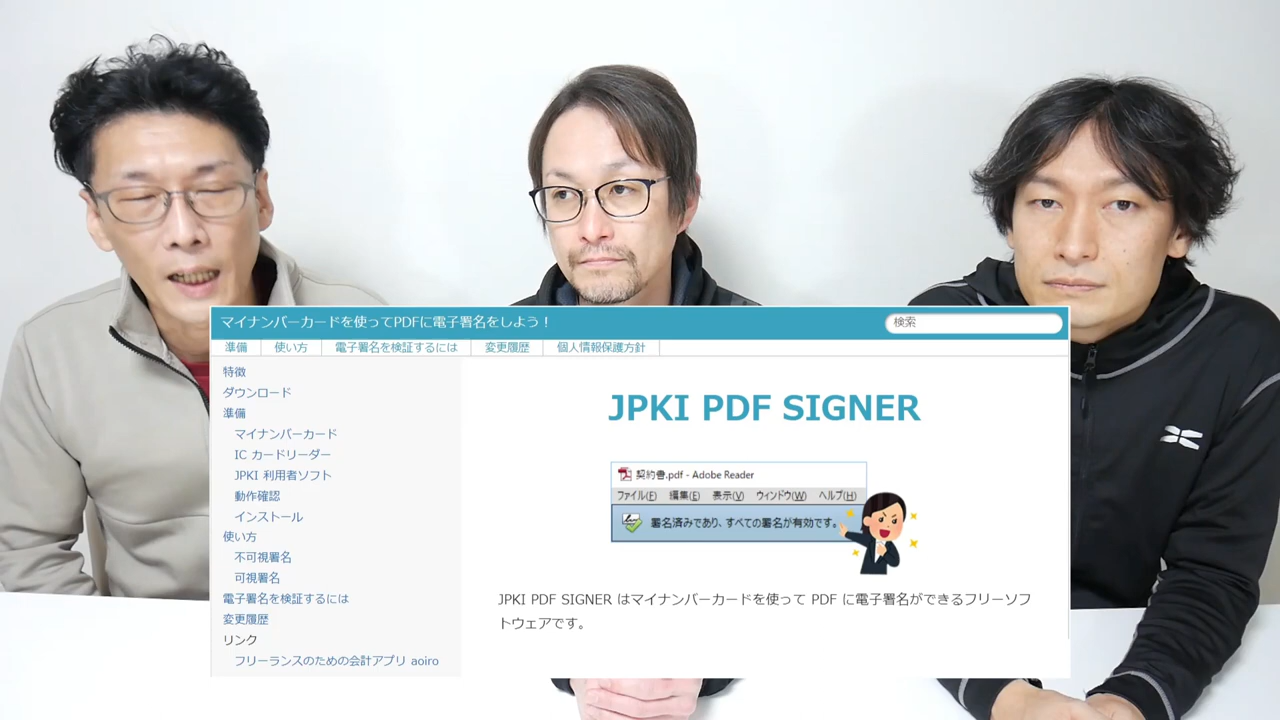 マイナンバーカードを使ってPDFに電子署名をしよう！
検索
準備
使い方
電子署名を検証するには
変更履歴
個人情報保護方針
特徴
ダウンロード
準備
マイナンバーカード
IC カードリーダー
JPKI 利用者ソフト
動作確認
インストール
使い方
不可視署名
可視署名
電子署名を検証するには
変更履歴
リンク
フリーランスのための会計アプリ aoiro
JPKI PDF SIGNER
契約書.pdf - Adobe Reader
ファイル(F) 編集(E) 表示(V) ウィンドウ(W) ヘルプ(H)
署名済みであり、すべての署名が有効です。
JPKI PDF SIGNER はマイナンバーカードを使って PDF に電子署名ができるフリーソフ
トウェアです。